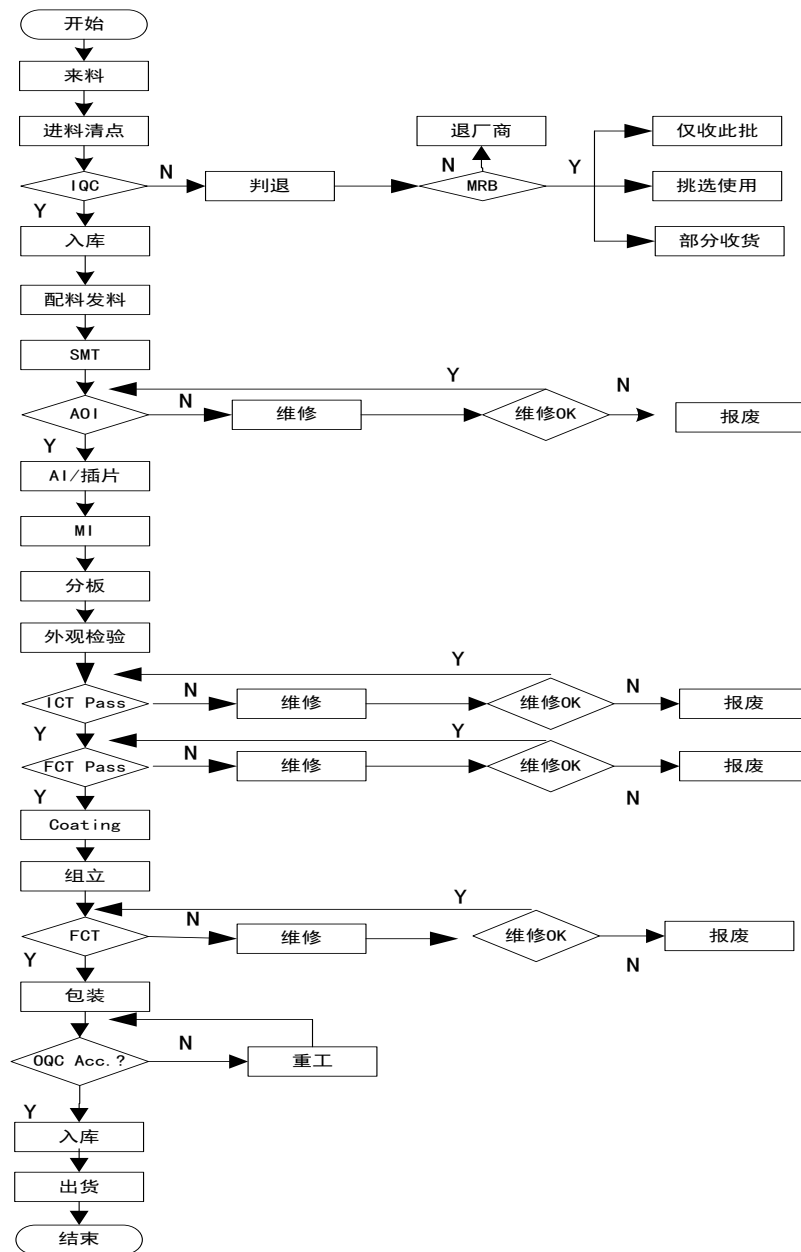 开始
来料
进料清点
退厂商
仅收此批
IQC
N
判退
N
MRB
Y
挑选使用
Y
入库
部分收货
配料发料
SMT
Y
N
AOI
N
维修
维修OK
报废
Y
AI/插片
MI
分板
外观检验
Y
ICT Pass
N
维修
维修OK
N
报废
Y
Y
FCT Pass
N
维修
维修OK
报废
Y
N
Coating
组立
Y
FCT
N
维修
维修OK
报废
Y
N
包装
OQC Acc.?
N
重工
Y
入库
出货
结束